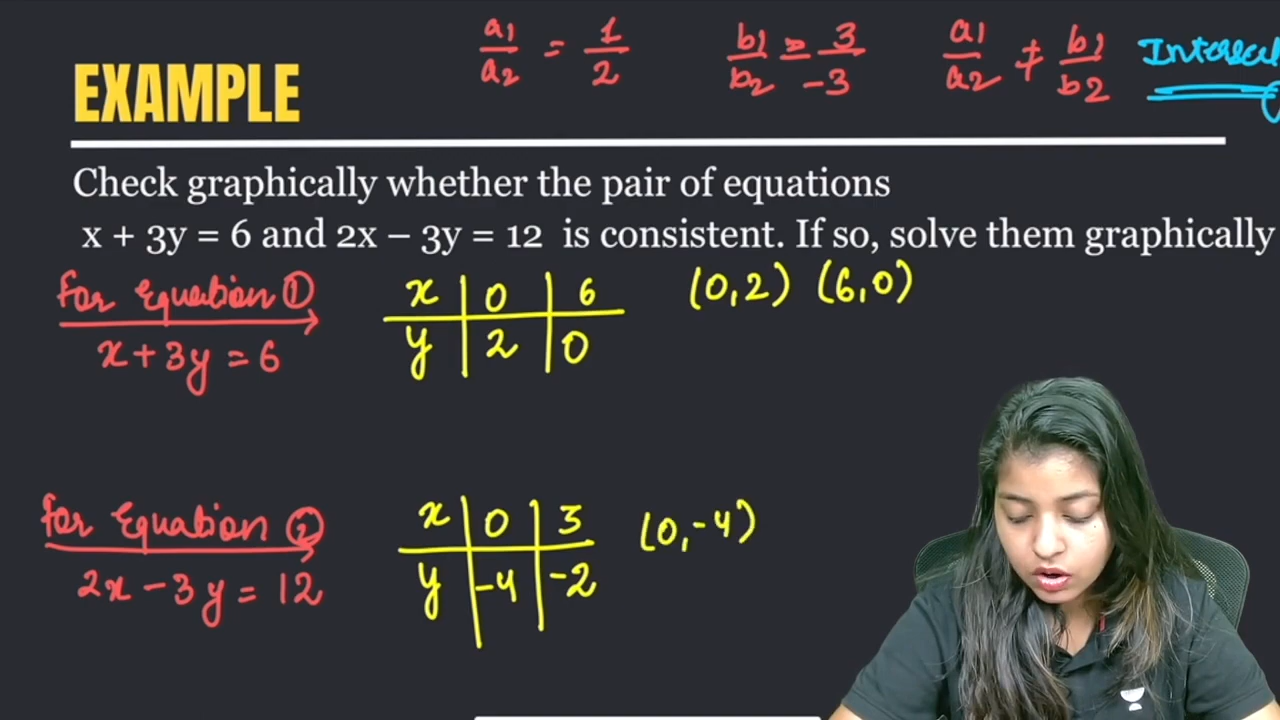 a1/a2 = 1/2 b1/b2 = 3/-3 a1/a2 ≠ b1/b2
EXAMPLE
Check graphically whether the pair of equations
x + 3y = 6 and 2x – 3y = 12 is consistent. If so, solve them graphically
for Equation ①
x + 3y = 6
x | 0 | 6
y | 2 | 0
(0,2) (6,0)
for Equation ②
2x – 3y = 12
x | 0 | 3
y | -4 | -2
(0,-4)